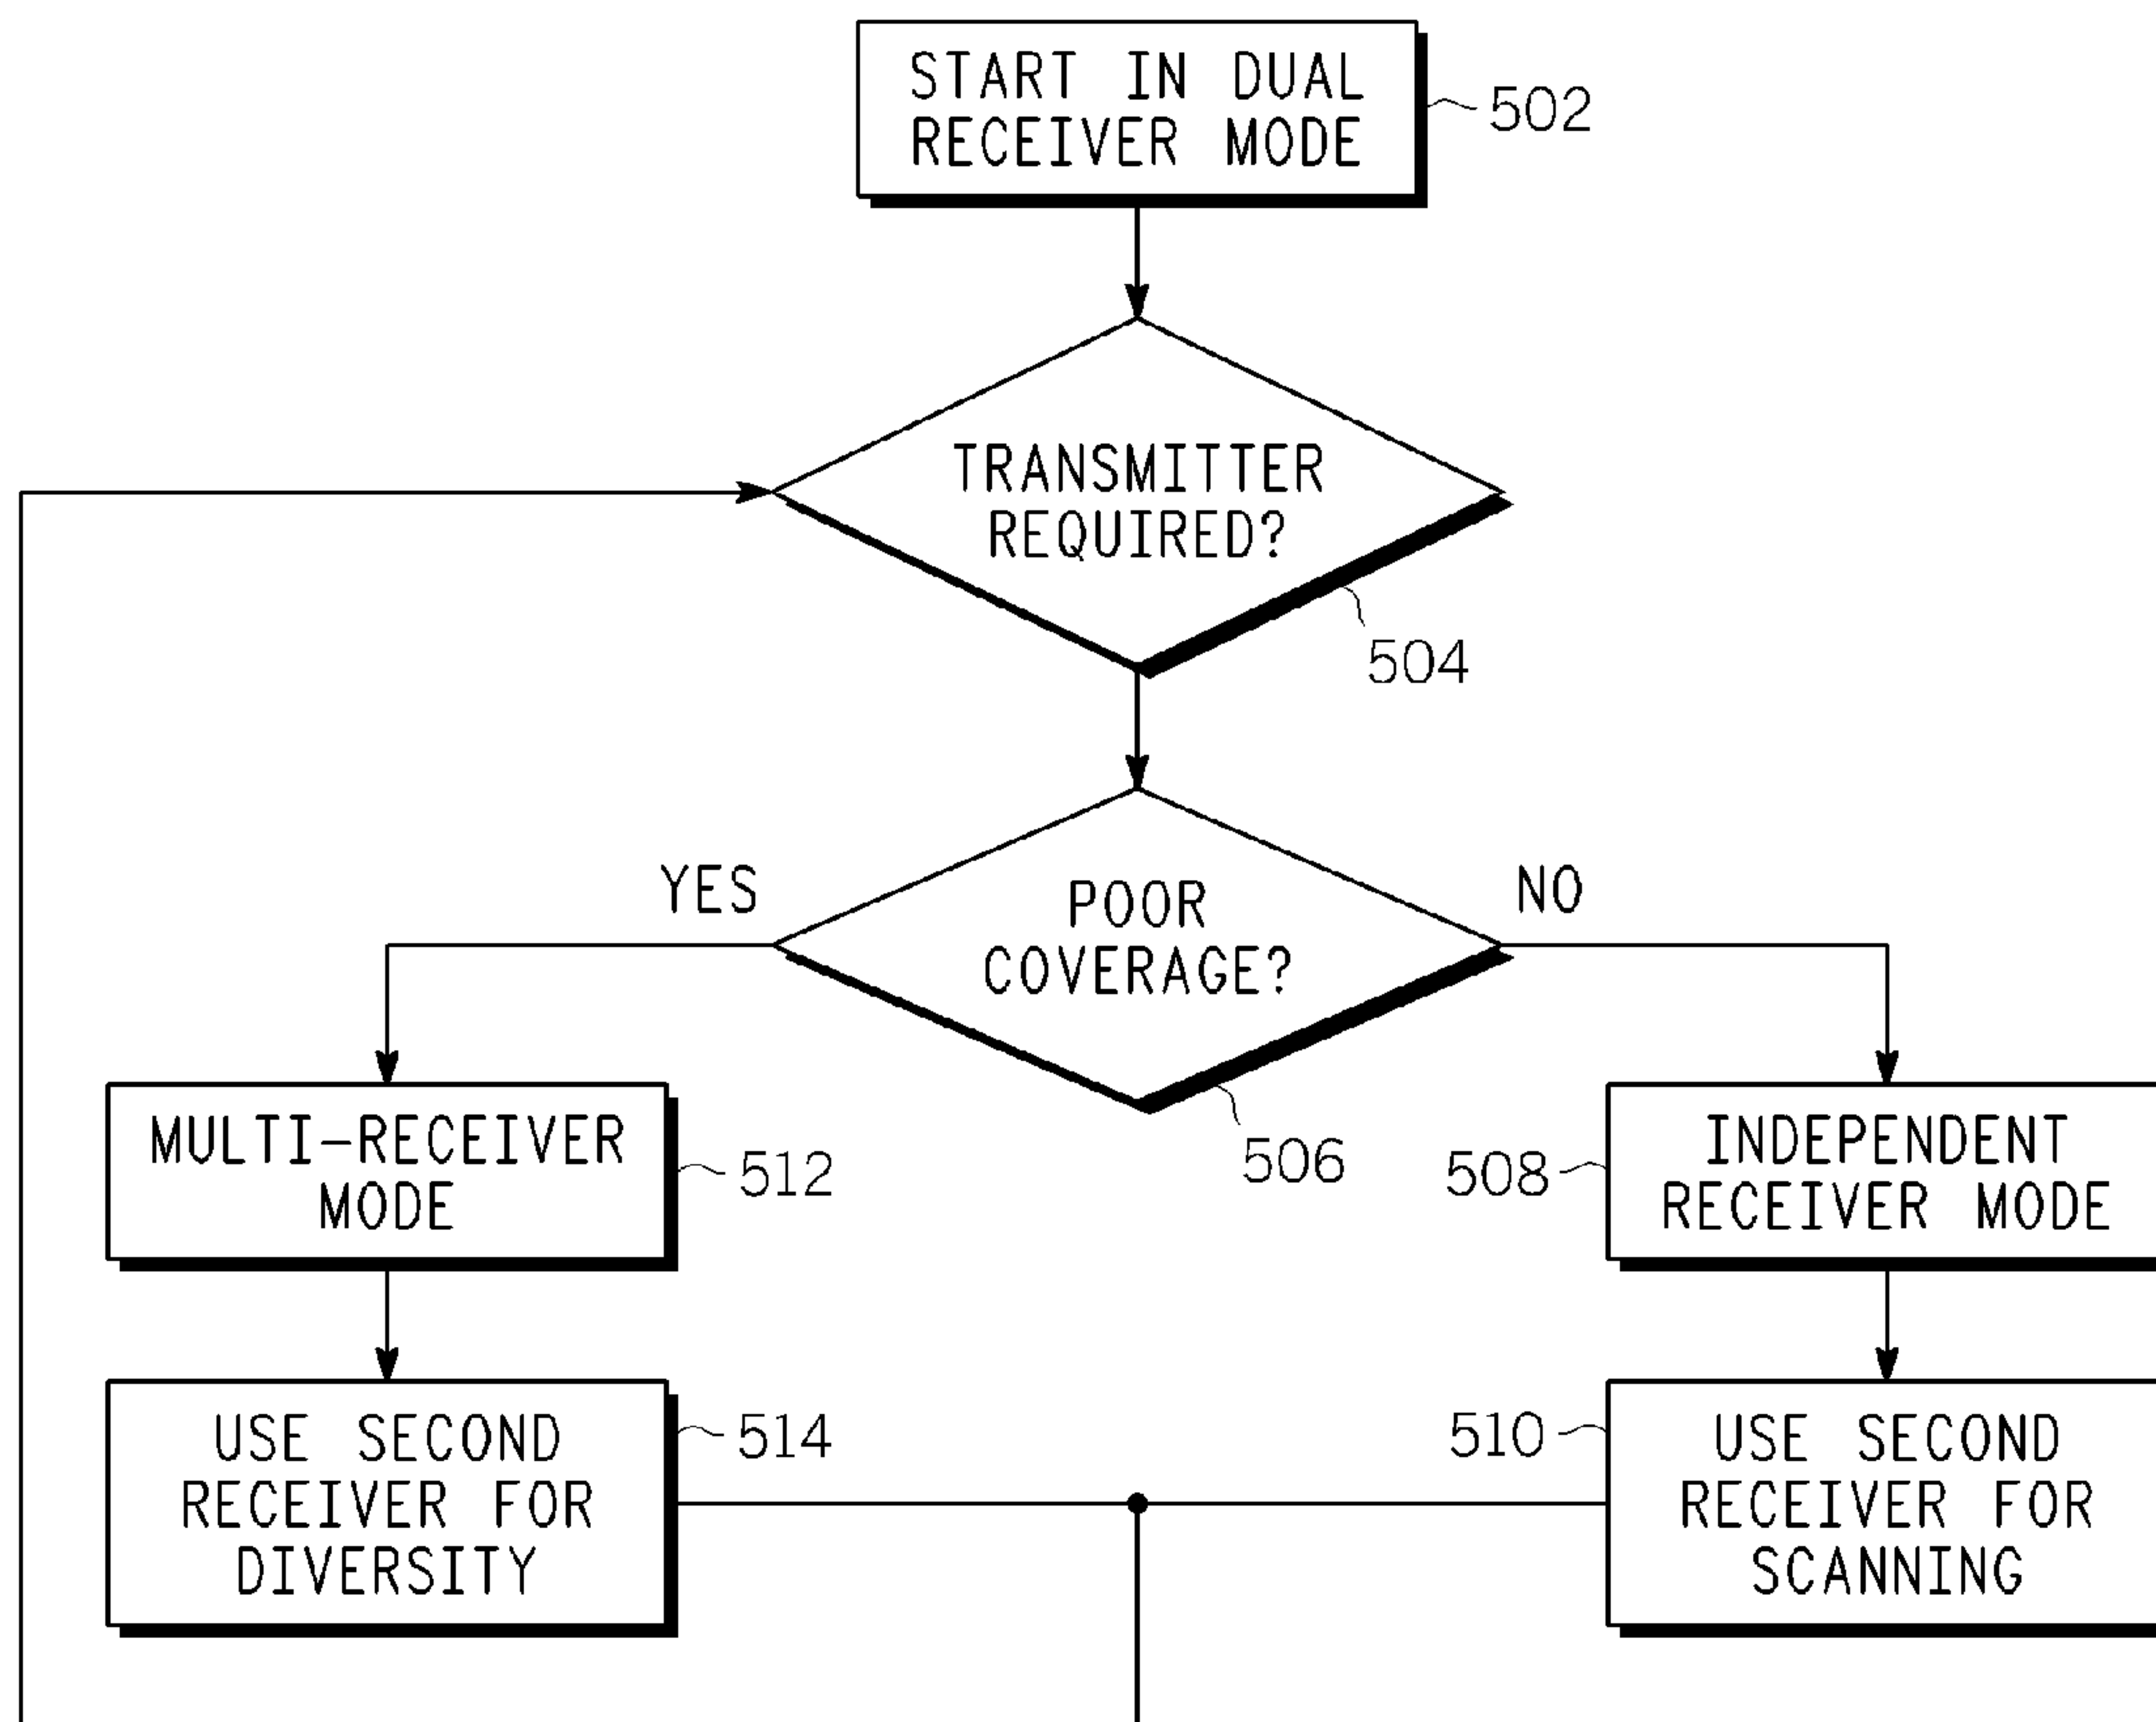 START IN DUAL
RECEIVER MODE
502
TRANSMITTER
REQUIRED?
504
YES
POOR
COVERAGE?
NO
506
MULTI-RECEIVER
MODE
512
508
INDEPENDENT
RECEIVER MODE
USE SECOND
RECEIVER FOR
DIVERSITY
514
510
USE SECOND
RECEIVER FOR
SCANNING